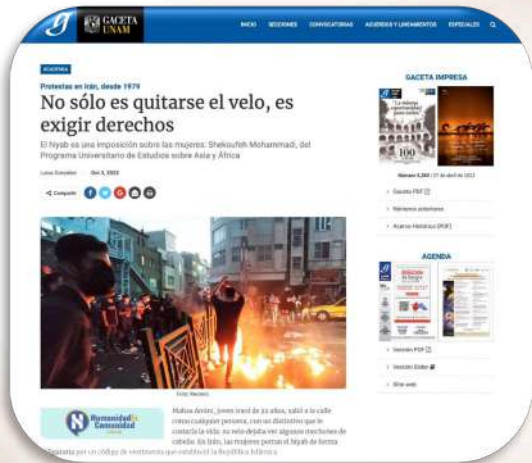 GACETA
UNAM
INICIO SECCIONES CONVOCATORIAS ACUERDOS Y LINEAMIENTOS ESPECIALES
ACADEMIA
Protestas en Irán, desde 1979
No sólo es quitarse el velo, es
exigir derechos
El hiyab es una imposición sobre las mujeres: Shekoufeh Mohammadi, del
Programa Universitario de Estudios sobre Asia y África
Oct 3, 2022
Compartir
GACETA IMPRESA
100
Gaceta PDF
Números anteriores
Acervo Histórico (PDF)
AGENDA
Versión PDF
Sitio web
Foto: Reuters.
Humanidad
Comunidad
Mahsa Amini, joven iraní de 22 años, salió a la calle
como cualquier persona, con un distintivo que le
costaría la vida: su velo dejaba ver algunos mechones de
cabello. En Irán, las mujeres portan el hiyab de forma
por un código de vestimenta que estableció la República Islámica.